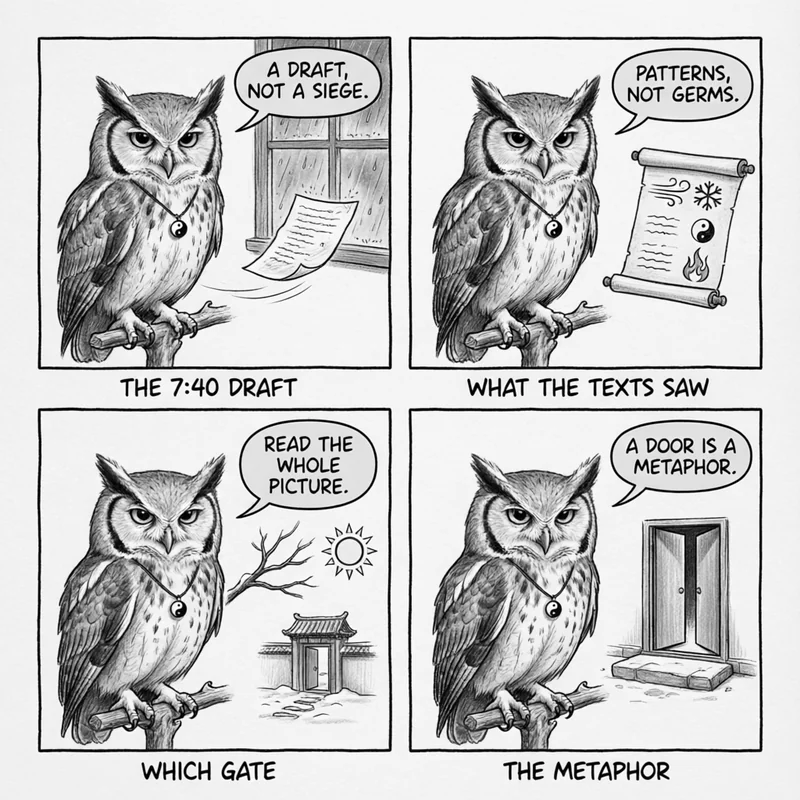 A DRAFT,
NOT A SIEGE.
THE 7:40 DRAFT
PATTERNS,
NOT GERMS.
WHAT THE TEXTS SAW
READ THE
WHOLE
PICTURE.
WHICH GATE
A DOOR IS A
METAPHOR.
THE METAPHOR